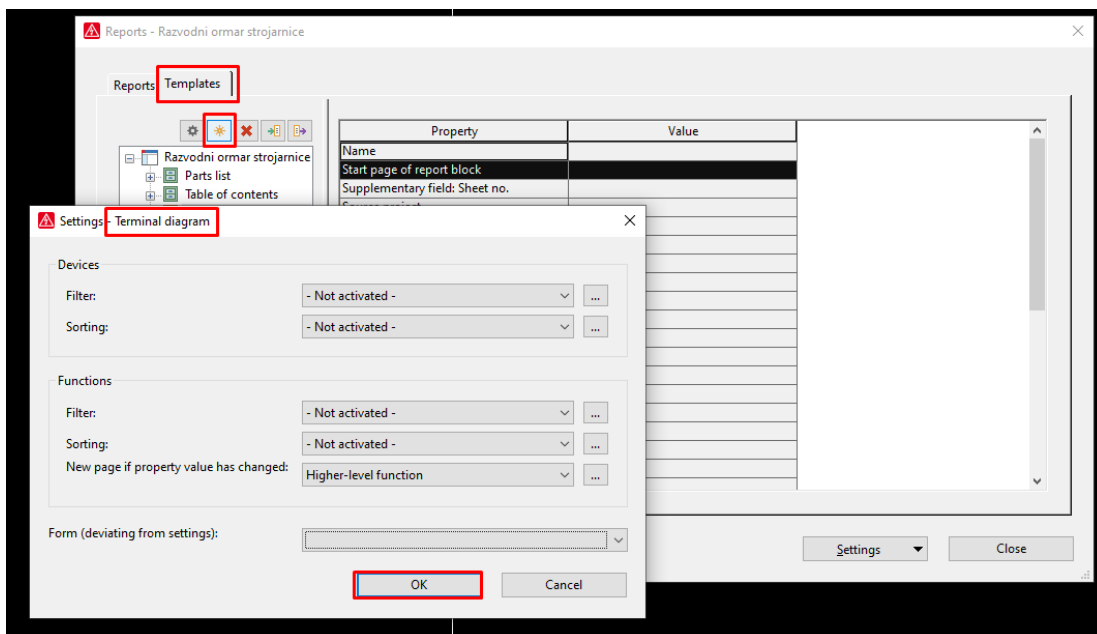 Reports - Razvodni ormar strojarnice
Reports
Templates
Property
Value
Razvodni ormar strojarnice
Parts list
Table of contents
Name
Start page of report block
Supplementary field: Sheet no.
Source project
Settings - Terminal diagram
Devices
Filter:
- Not activated -
...
Sorting:
- Not activated -
...
Functions
Filter:
- Not activated -
...
Sorting:
- Not activated -
...
New page if property value has changed:
Higher-level function
...
Form (deviating from settings):
OK
Cancel
Settings
Close